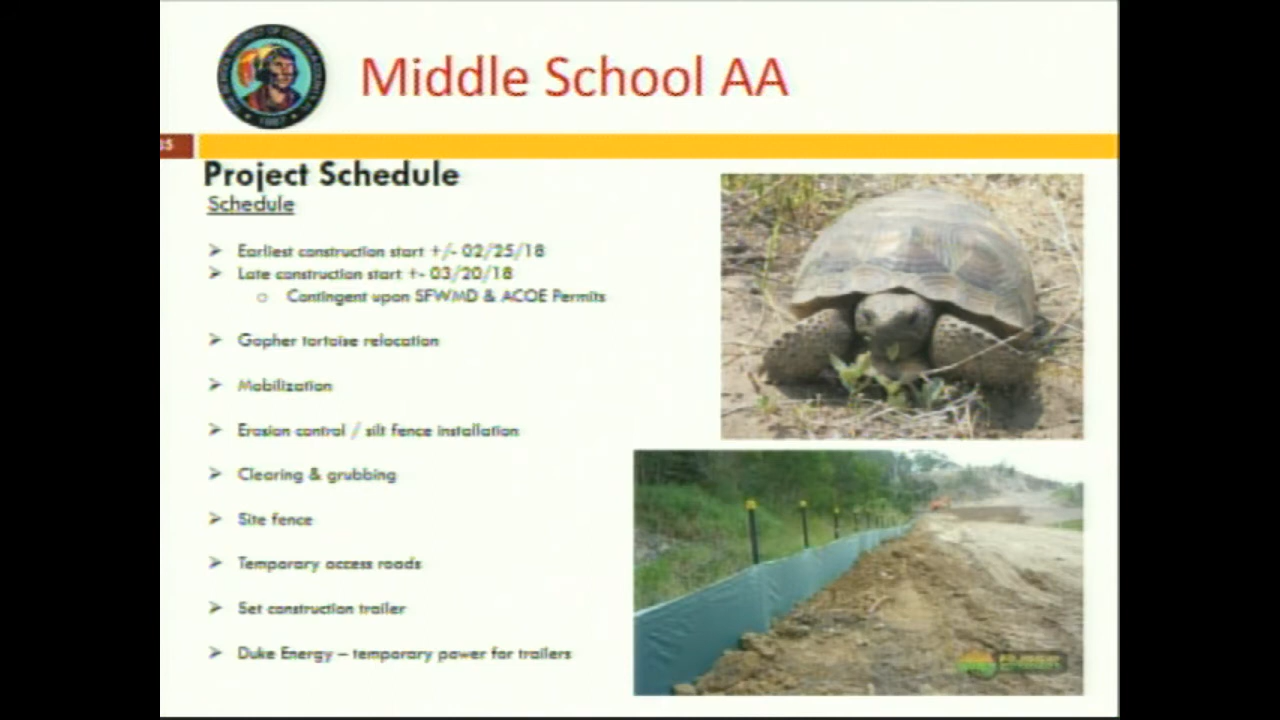 Middle School AA
35
Project Schedule
Schedule
➢ Earliest construction start +/- 02/25/18
➢ Late construction start +- 03/20/18
o Contingent upon SFWMD & ACOE Permits
➢ Gopher tortoise relocation
➢ Mobilization
➢ Erosion control / silt fence installation
➢ Clearing & grubbing
➢ Site fence
➢ Temporary access roads
➢ Set construction trailer
➢ Duke Energy – temporary power for trailers